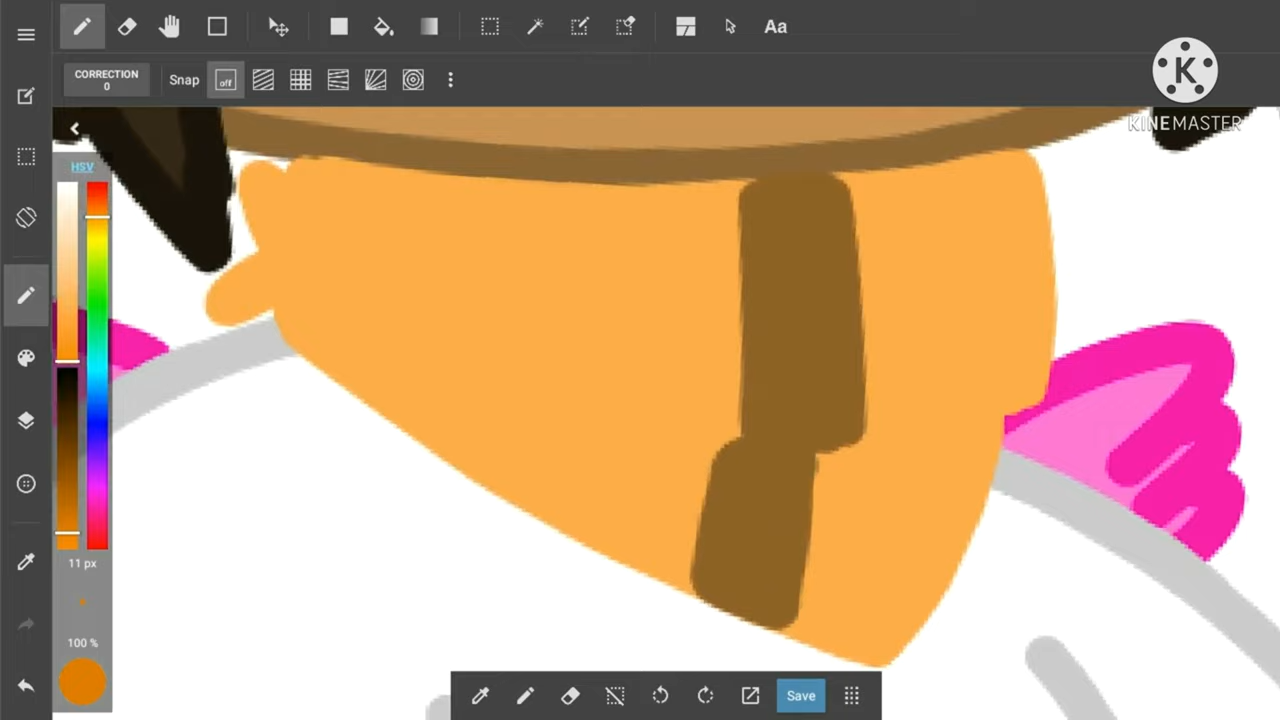 Aa
CORRECTION
0
Snap
off
K
KINEMASTER
HSV
11 px
100 %
Save